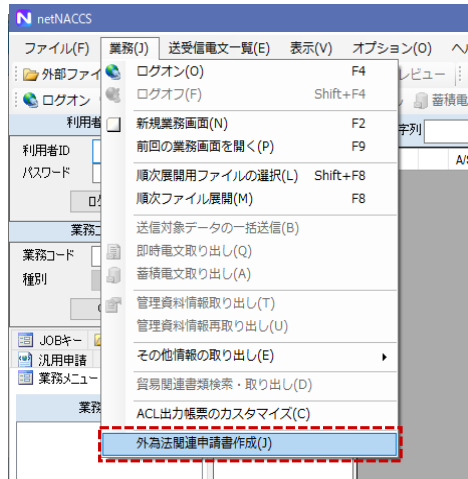 netNACCS
ファイル(F) 業務(J) 送受信電文一覧(E) 表示(V) オプション(O) ヘル
外部ファイ
レビュー
ログオン
蓄積電
利用者
利用者ID
パスワード
業務コ
業務コード
種別
JOBキー
汎用申請
業務メニュー
業務
字列
A/S
ログオン(O) F4
ログオフ(F) Shift+F4
新規業務画面(N) F2
前回の業務画面を開く(P) F9
順次展開用ファイルの選択(L) Shift+F8
順次ファイル展開(M) F8
送信対象データの一括送信(B)
即時電文取り出し(Q)
蓄積電文取り出し(A)
管理資料情報取り出し(T)
管理資料情報再取り出し(U)
その他情報の取り出し(E)
貿易関連書類検索・取り出し(D)
ACL出力帳票のカスタマイズ(C)
外為法関連申請書作成(J)